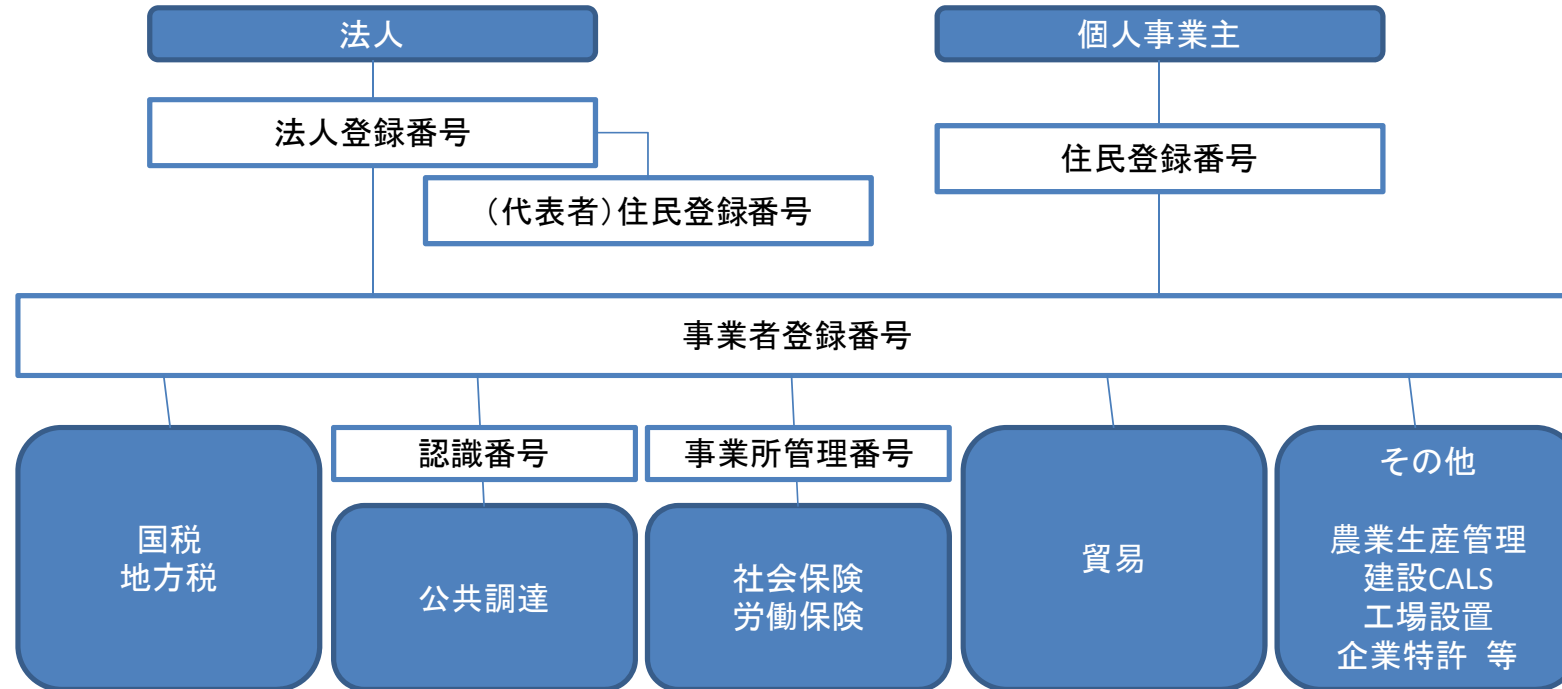 法人
個人事業主
法人登録番号
住民登録番号
（代表者）住民登録番号
事業者登録番号
認識番号
事業所管理番号
国税
地方税
公共調達
社会保険
労働保険
貿易
その他
農業生産管理
建設CALS
工場設置
企業特許 等